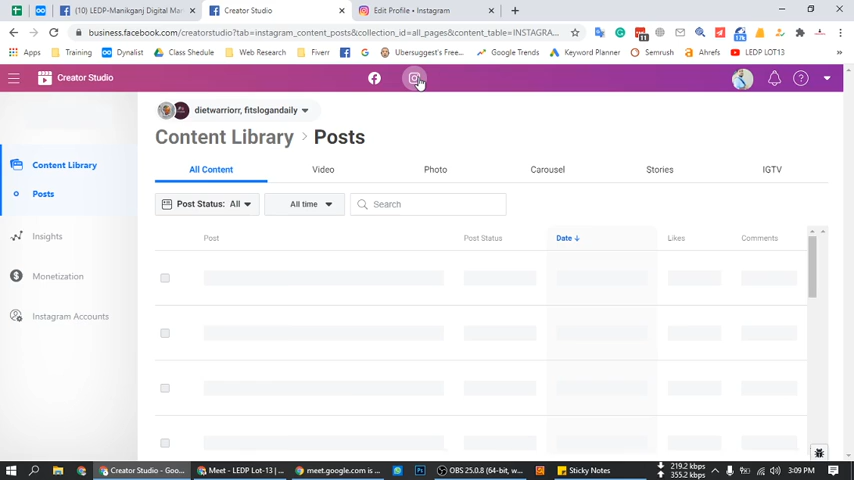 (10) LEDP-Manikganj Digital Mar
Creator Studio
Edit Profile • Instagram
business.facebook.com/creatorstudio?tab=instagram_content_posts&collection_id=all_pages&content_table=INSTAGRA...
Apps
Training
Dynalist
Class Shedule
Web Research
Fiverr
Ubersuggest's Free...
Google Trends
Keyword Planner
Semrush
Ahrefs
LEDP LOT13
Creator Studio
dietwarriorr, fitslogandaily
Content Library > Posts
Content Library
Posts
Insights
Monetization
Instagram Accounts
All Content
Video
Photo
Carousel
Stories
IGTV
Post Status: All
All time
Search
Post
Post Status
Date ↓
Likes
Comments
Creator Studio - Goo...
Meet - LEDP Lot-13 | ...
meet.google.com is ...
OBS 25.0.8 (64-bit, w...
Sticky Notes
219.2 kbps
355.2 kbps
3:09 PM